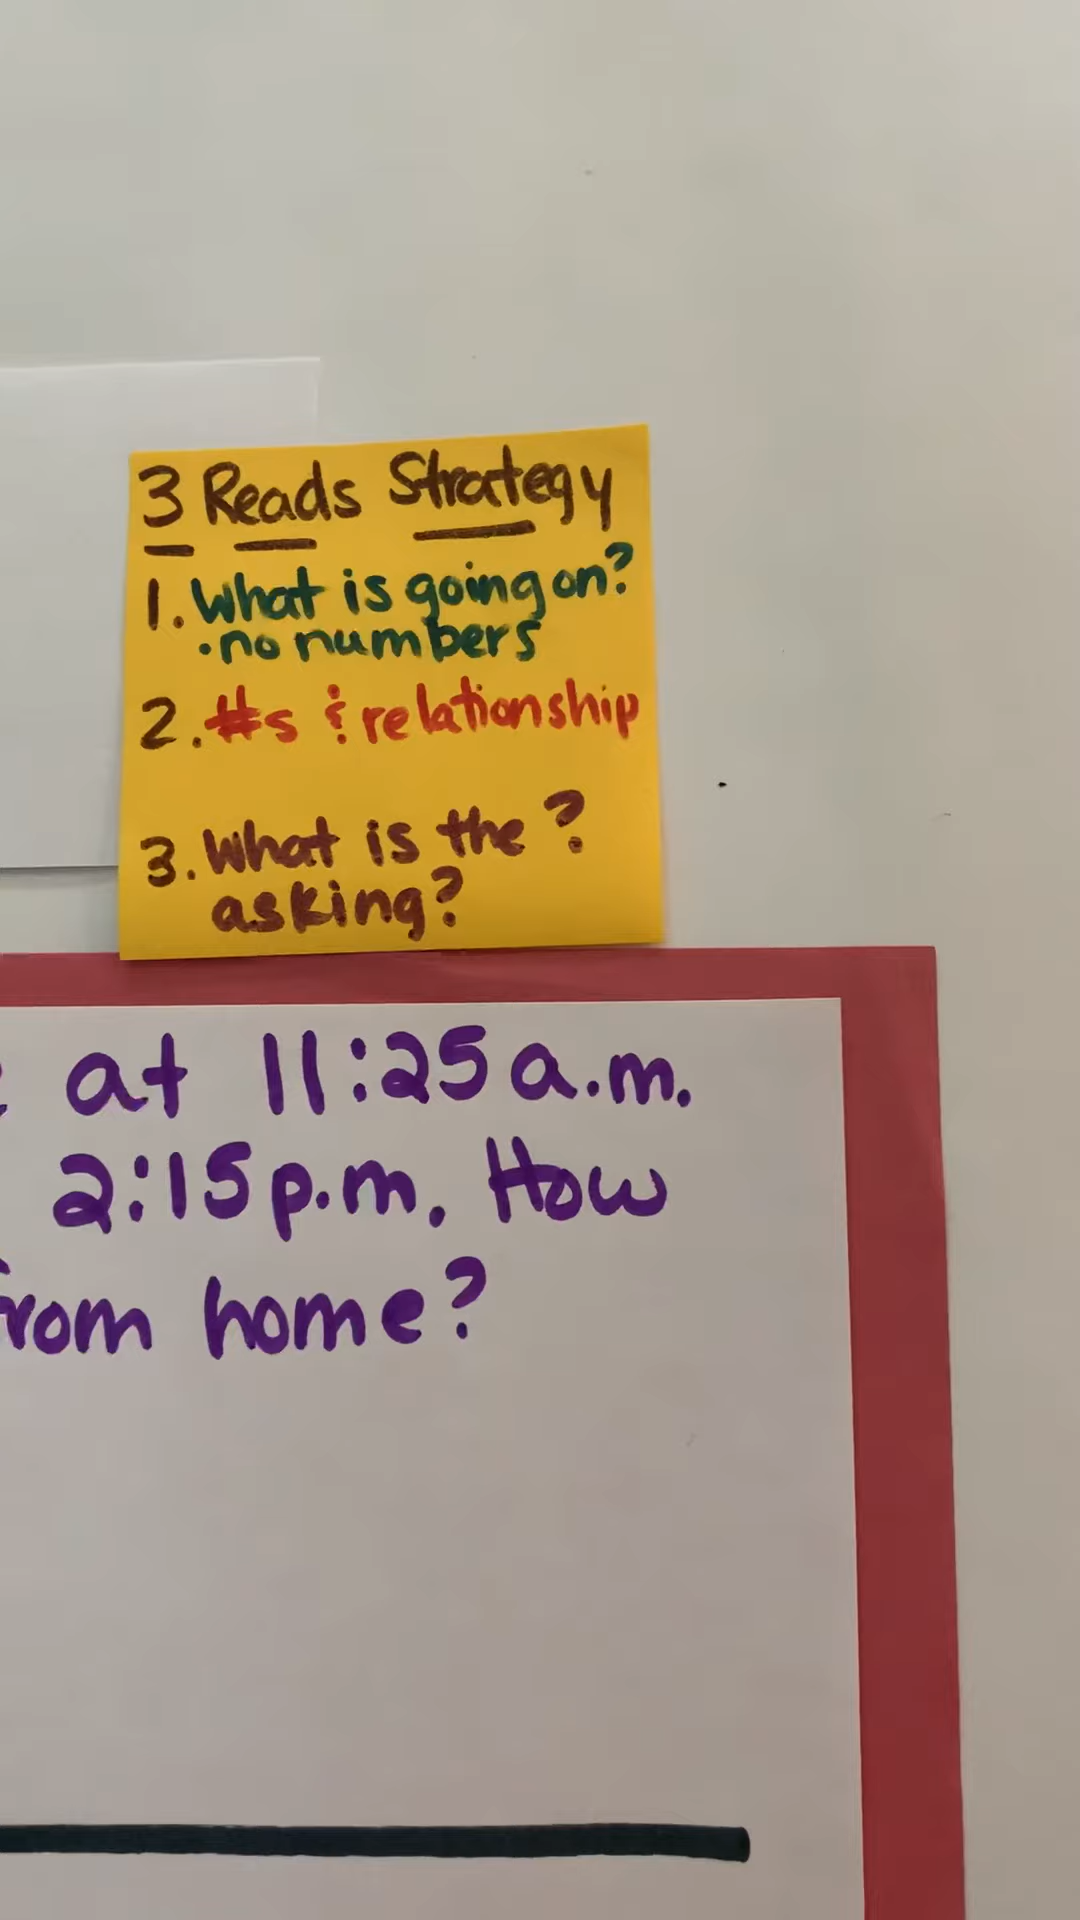 3 Reads Strategy
1. What is going on?
• no numbers
2. #s & relationship
3. What is the ?
asking?
at 11:25 a.m.
2:15 p.m. How
from home?